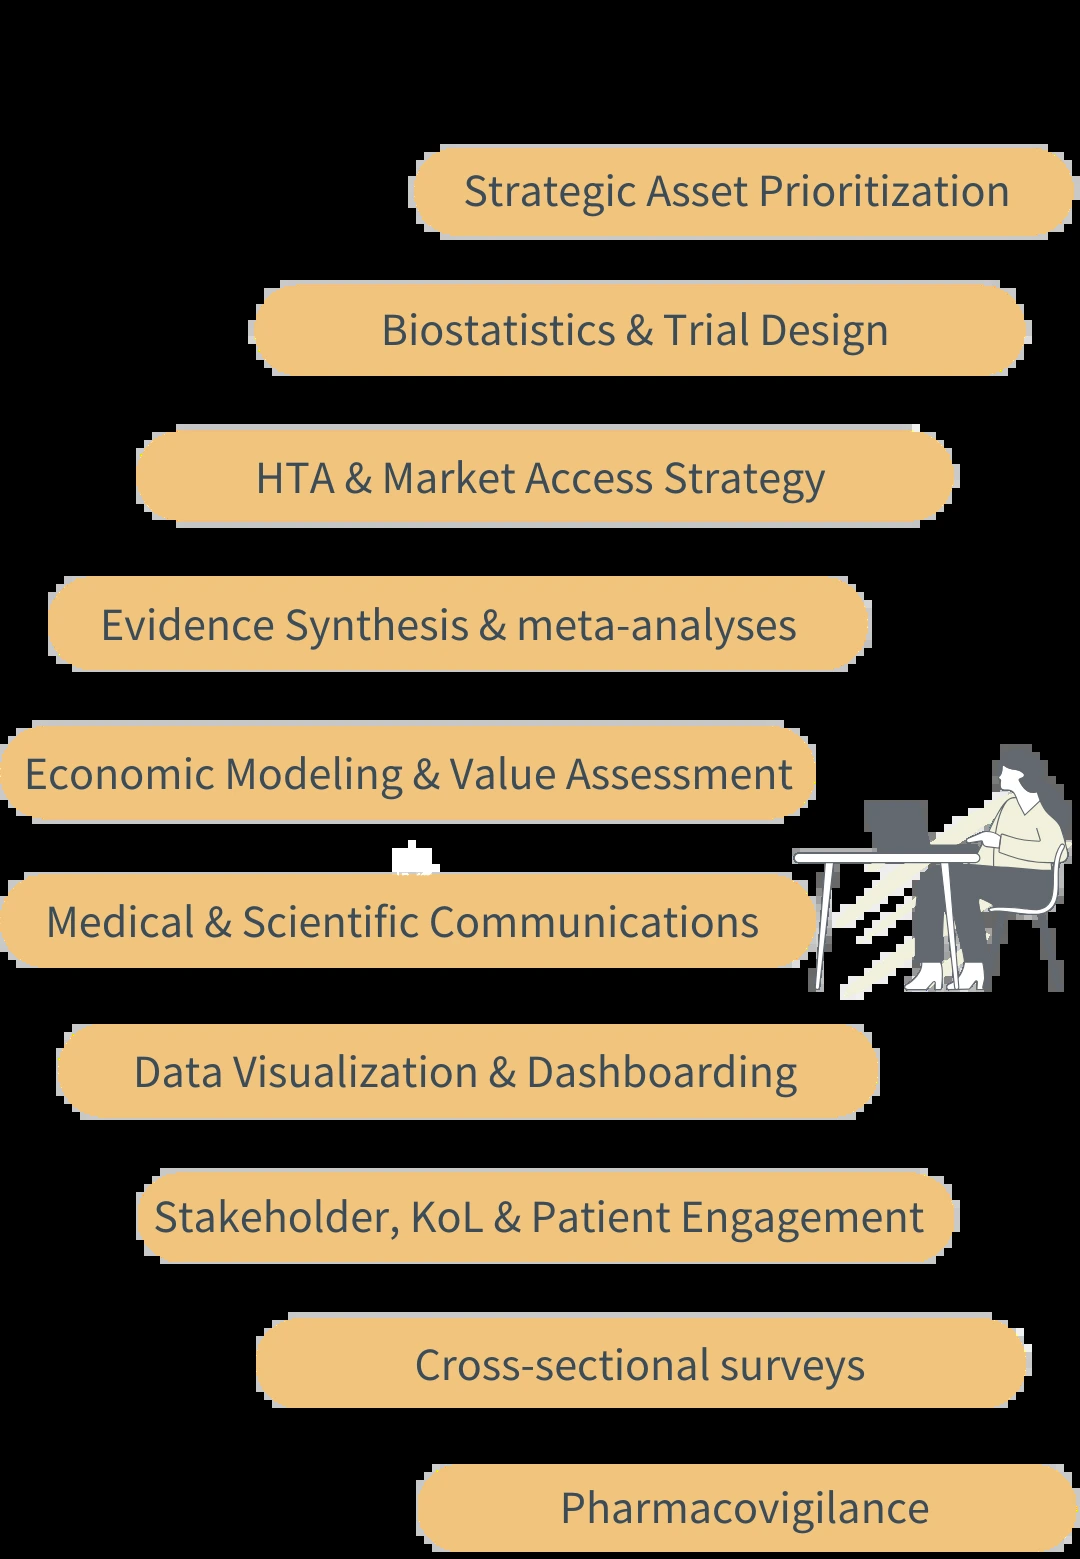 Strategic Asset Prioritization
Biostatistics & Trial Design
HTA & Market Access Strategy
Evidence Synthesis & meta-analyses
Economic Modeling & Value Assessment
Medical & Scientific Communications
Data Visualization & Dashboarding
Stakeholder, KoL & Patient Engagement
Cross-sectional surveys
Pharmacovigilance